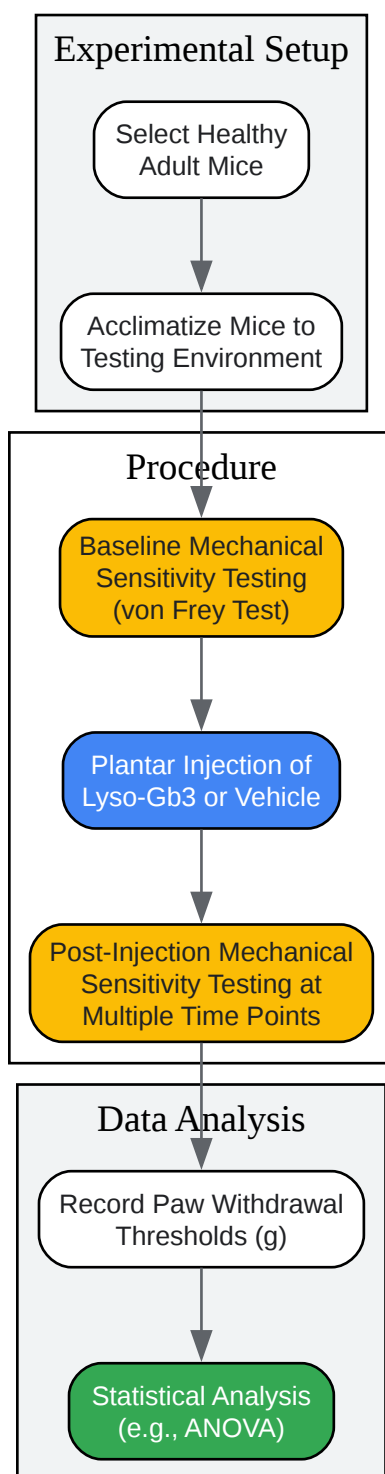 Experimental Setup
Select Healthy
Adult Mice
Acclimatize Mice to
Testing Environment
Procedure
Baseline Mechanical
Sensitivity Testing
(von Frey Test)
Plantar Injection of
Lyso-Gb3 or Vehicle
Post-Injection Mechanical
Sensitivity Testing at
Multiple Time Points
Data Analysis
Record Paw Withdrawal
Thresholds (g)
Statistical Analysis
(e.g., ANOVA)